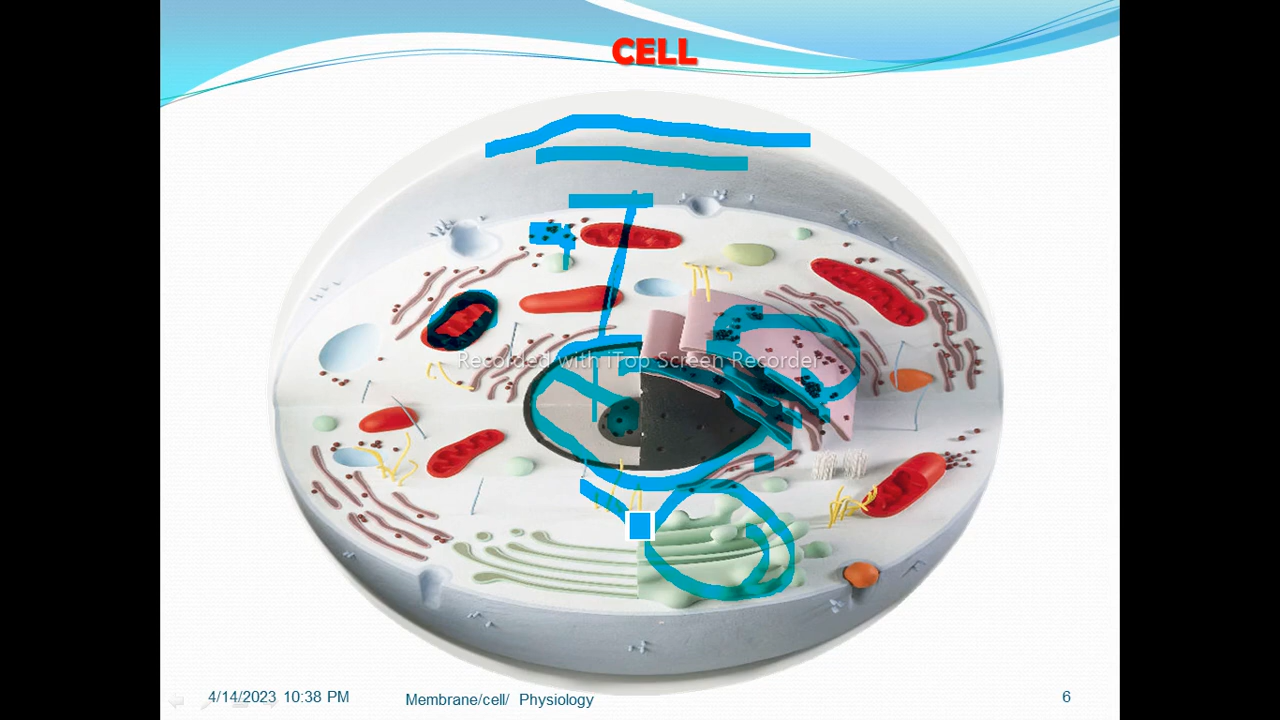 CELL
Recorded with iTop Screen Recorder
4/14/2023 10:38 PM
Membrane/cell/ Physiology
6